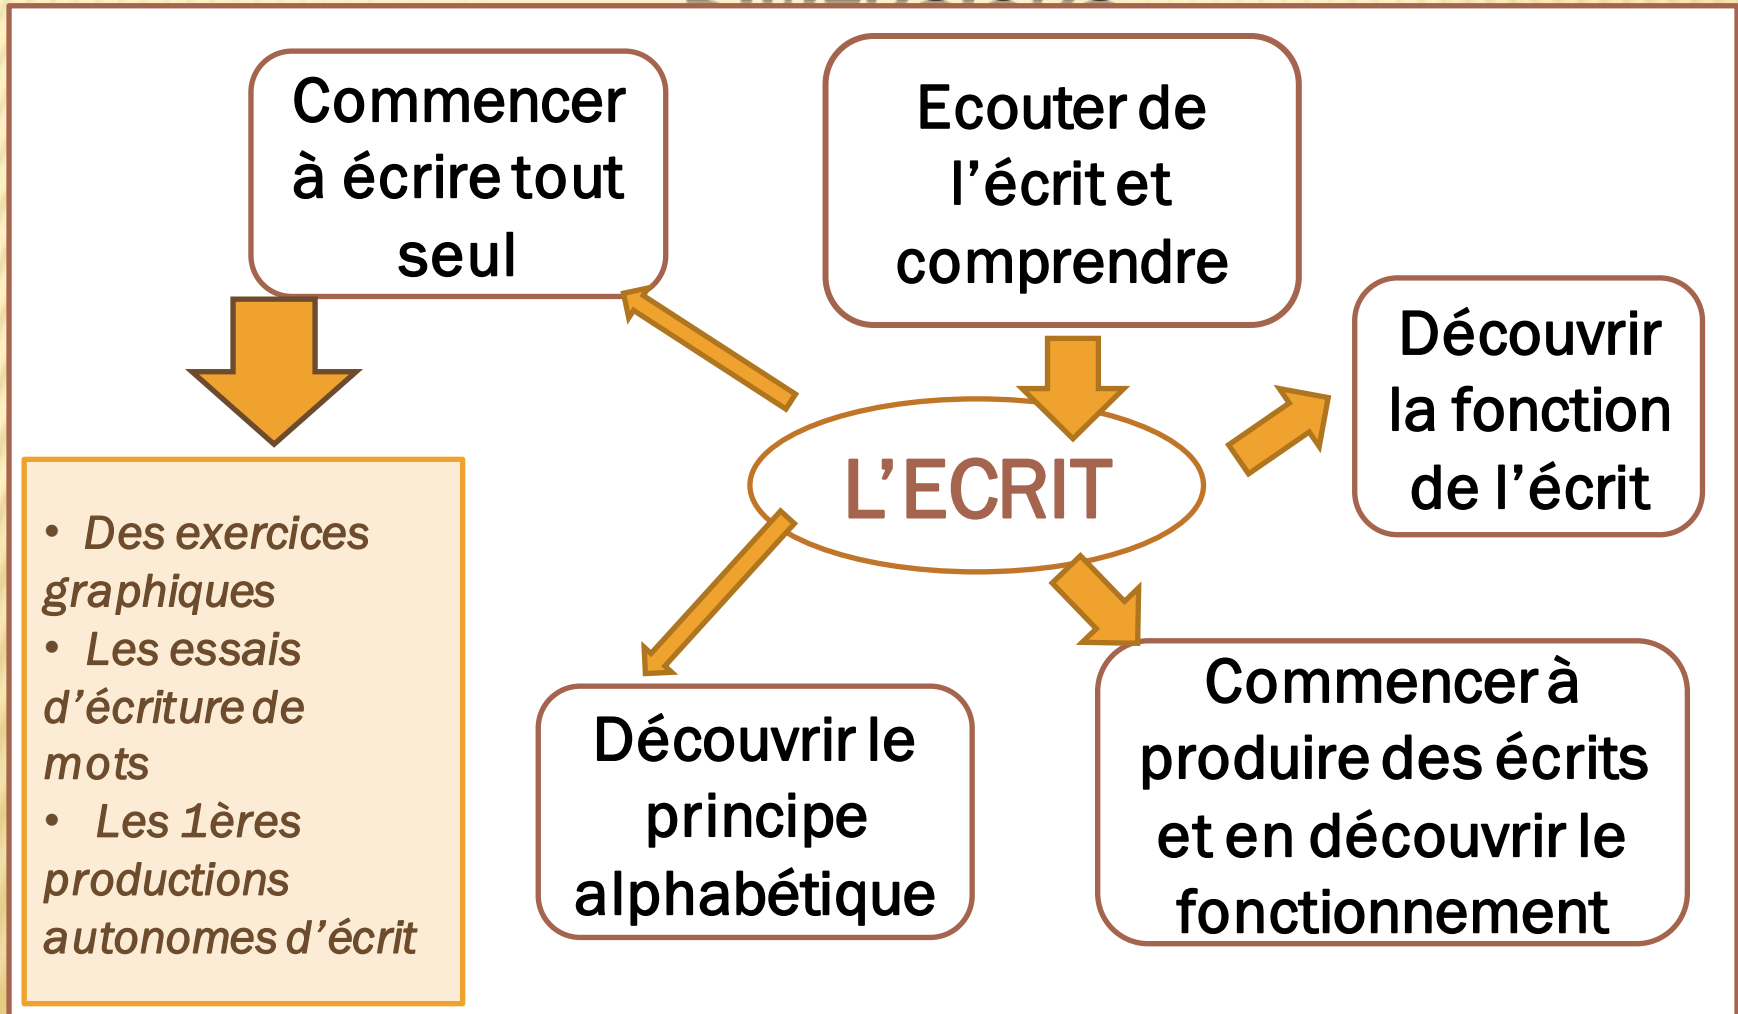 Commencer
à écrire tout
seul
Ecouter de
l’écrit et
comprendre
Découvrir
la fonction
de l’écrit
L’ECRIT
• Des exercices
graphiques
• Les essais
d’écriture de
mots
• Les 1ères
productions
autonomes d’écrit
Découvrir le
principe
alphabétique
Commencer à
produire des écrits
et en découvrir le
fonctionnement